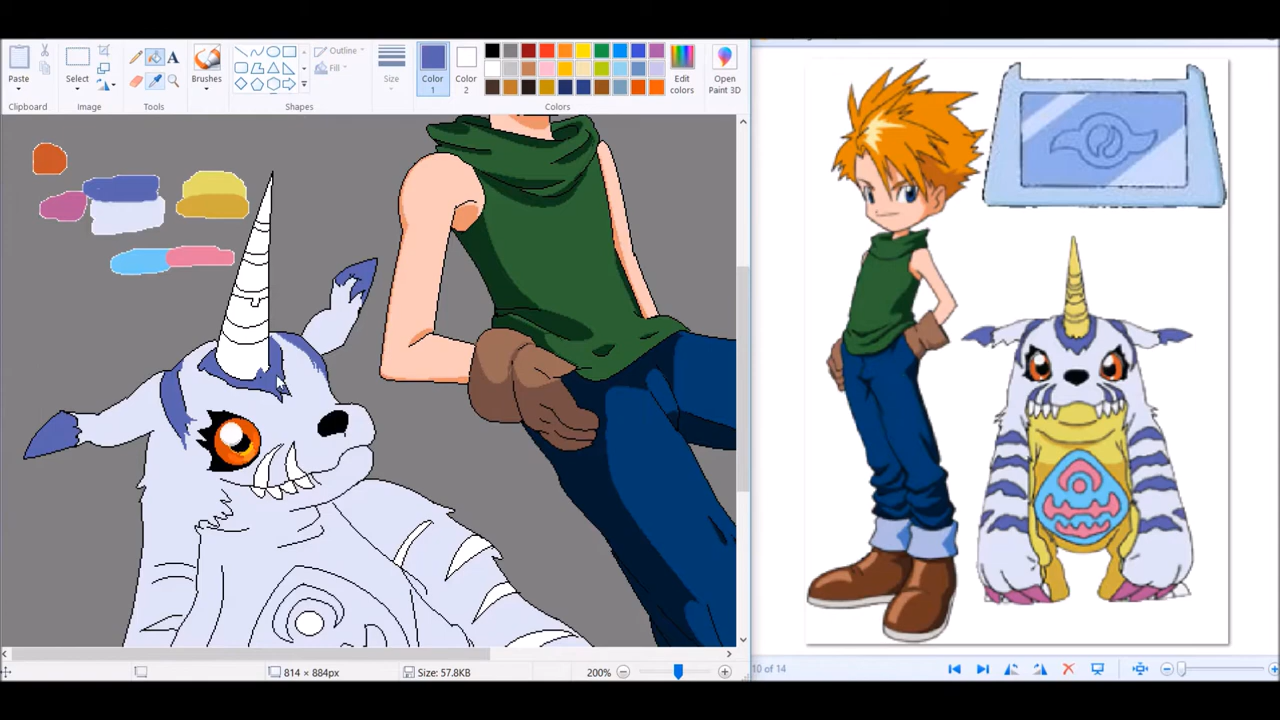 Paste
Select
Brushes
Outline
Fill
Size
Color
1
Color
2
Edit
colors
Open
Paint 3D
Clipboard
Image
Tools
Shapes
Colors
814 × 884px
Size: 57.8KB
200%
10 of 14